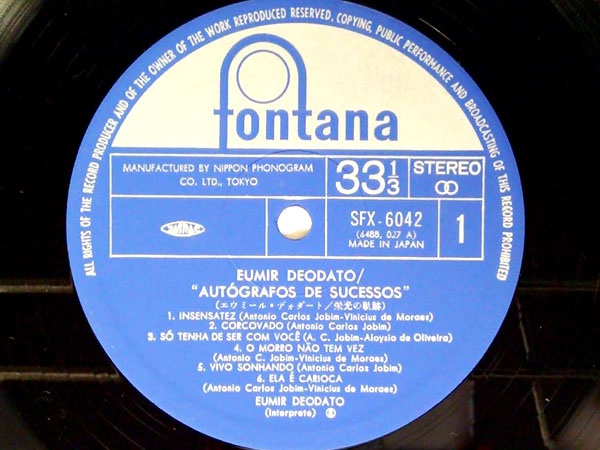 ALL RIGHTS OF THE RECORD PRODUCER AND OF THE OWNER OF THE WORK REPRODUCED RESERVED, COPYING, PUBLIC PERFORMANCE AND BROADCASTING OF THIS RECORD PROHIBITED
fontana
MANUFACTURED BY NIPPON PHONOGRAM
CO. LTD., TOKYO
33 1/3
STEREO
SFX-6042
(6488, 027 A)
MADE IN JAPAN
1
EUMIR DEODATO/
"AUTÓGRAFOS DE SUCESSOS"
(エウミール・デォダート/栄光の軌跡)
1. INSENSATEZ (Antonio Carlos Jobim-Vinicius de Moraes)
2. CORCOVADO (Antonio Carlos Jobim)
3. SÓ TENHA DE SER COM VOCÊ (A. C. Jobim-Aloysio de Oliveira)
4. O MORRO NÃO TEM VEZ
(Antonio C. Jobim-Vinicius de Moraes)
5. VIVO SONHANDO (Antonio Carlos Jobim)
6. ELA É CARIOCA
(Antonio Carlos Jobim-Vinicius de Moraes)
EUMIR DEODATO
(Interprete)